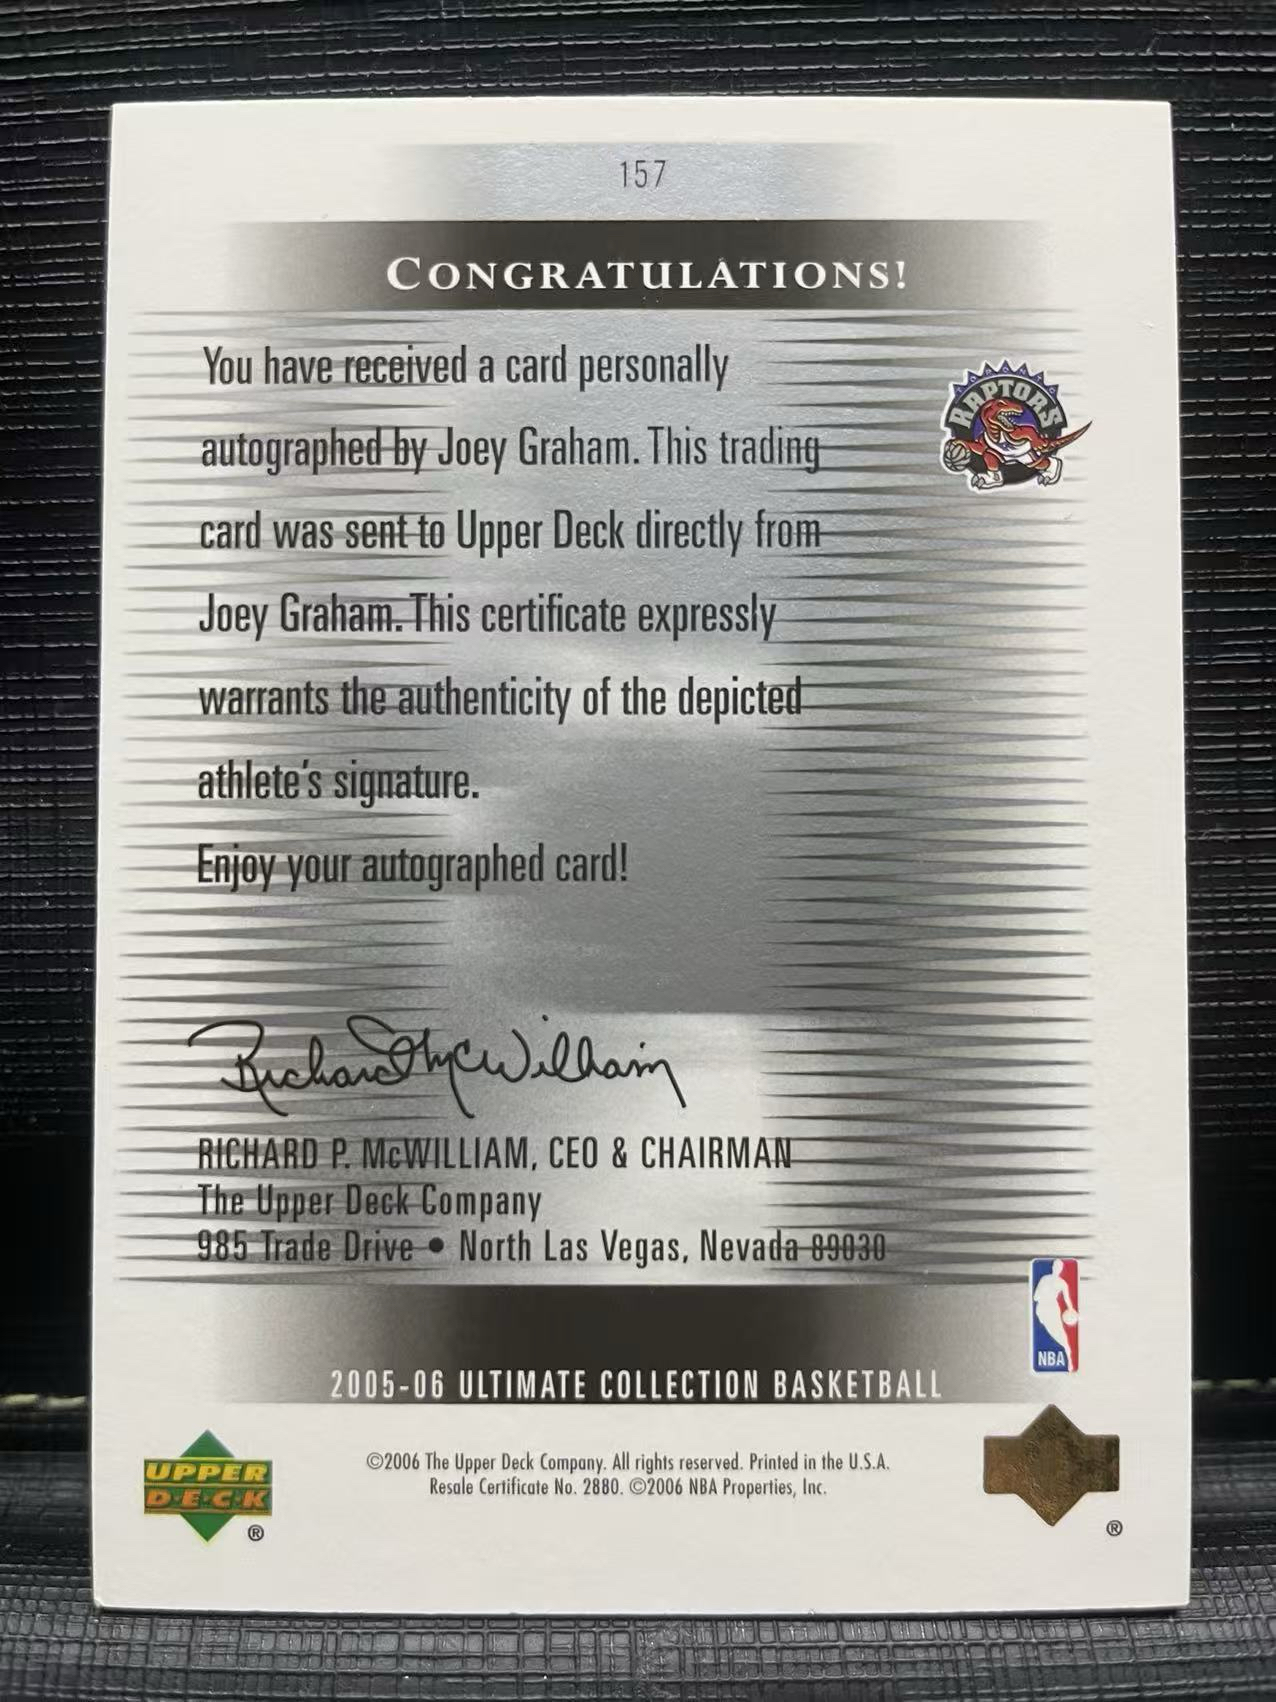 157
CONGRATULATIONS!
You have received a card personally
autographed by Joey Graham. This trading
card was sent to Upper Deck directly from
Joey Graham. This certificate expressly
warrants the authenticity of the depicted
athlete's signature.
Enjoy your autographed card!
TORONTO
RAPTORS
Richard McWilliam
RICHARD P. McWILLIAM, CEO & CHAIRMAN
The Upper Deck Company
985 Trade Drive • North Las Vegas, Nevada 89030
NBA
2005-06 ULTIMATE COLLECTION BASKETBALL
UPPER
D·E·C·K
®
©2006 The Upper Deck Company. All rights reserved. Printed in the U.S.A.
Resale Certificate No. 2880. ©2006 NBA Properties, Inc.
®